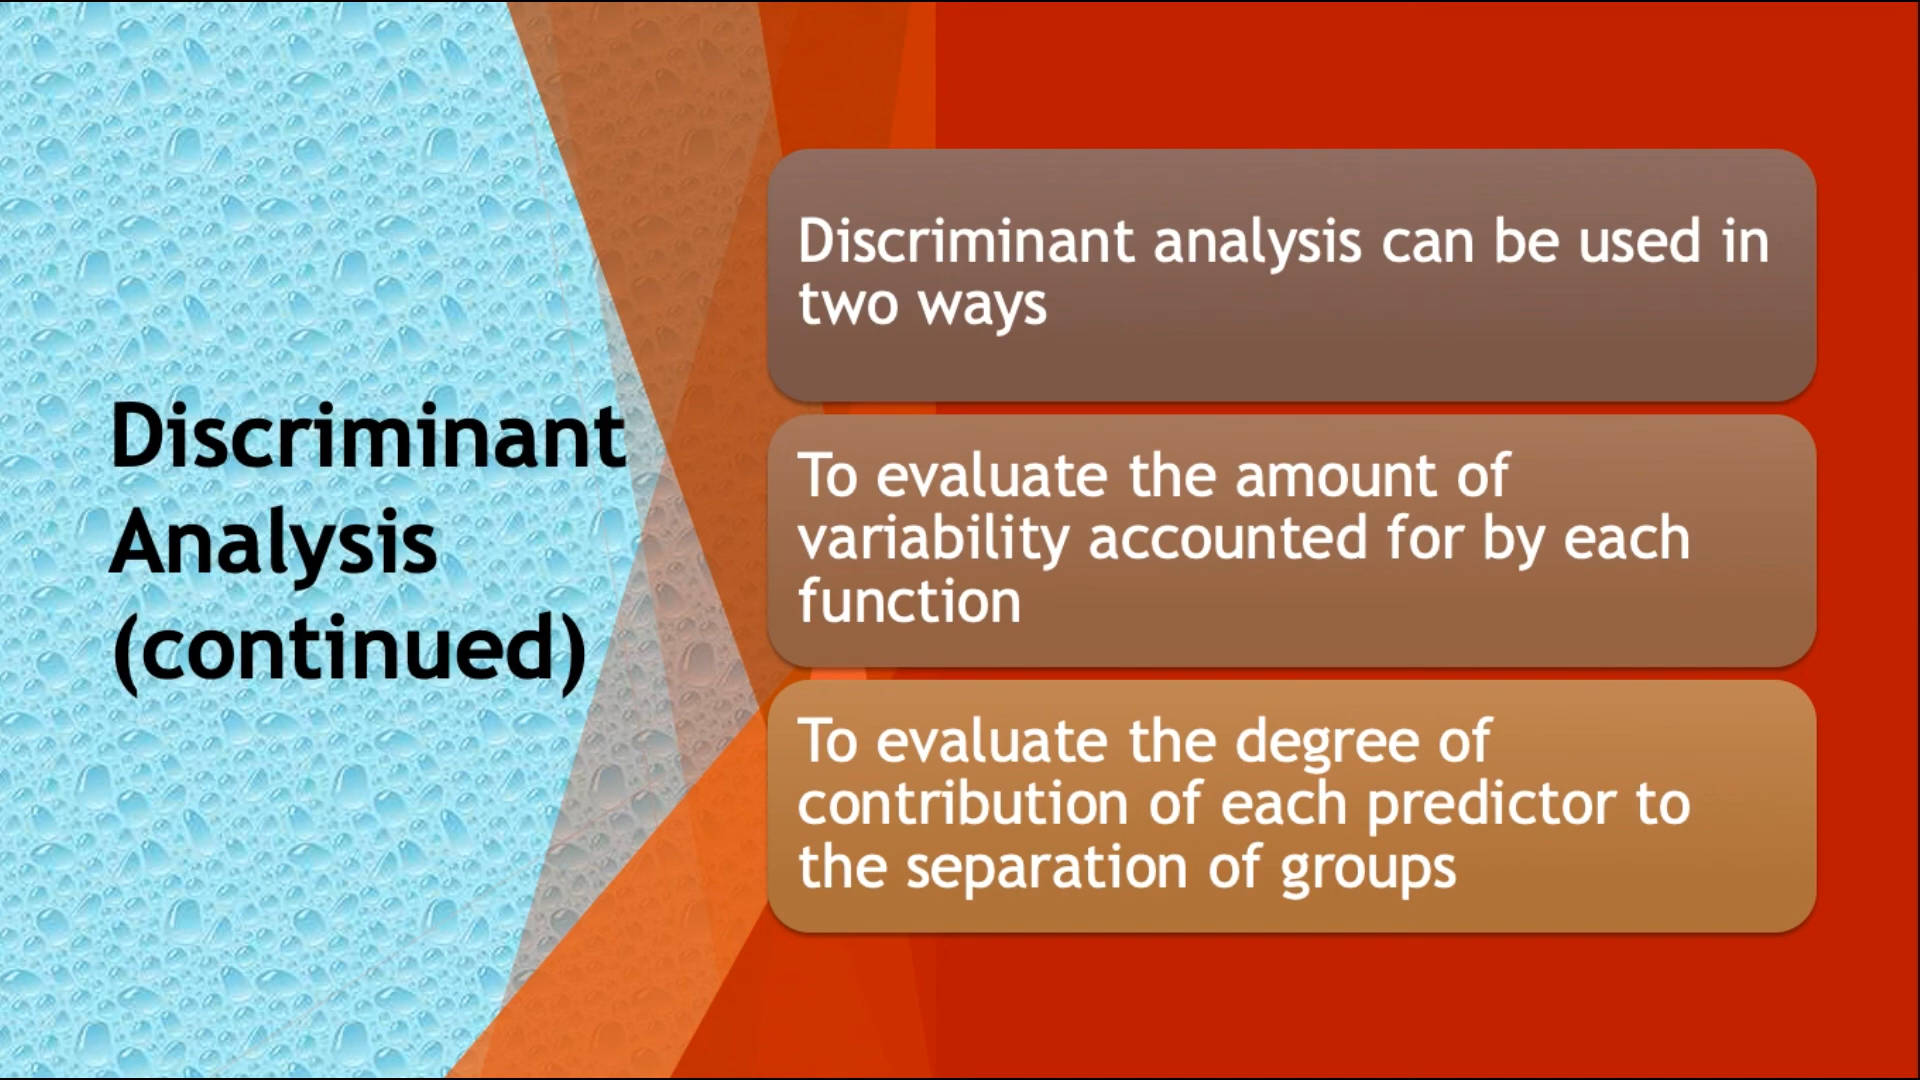 Discriminant
Analysis
(continued)
Discriminant analysis can be used in
two ways
To evaluate the amount of
variability accounted for by each
function
To evaluate the degree of
contribution of each predictor to
the separation of groups